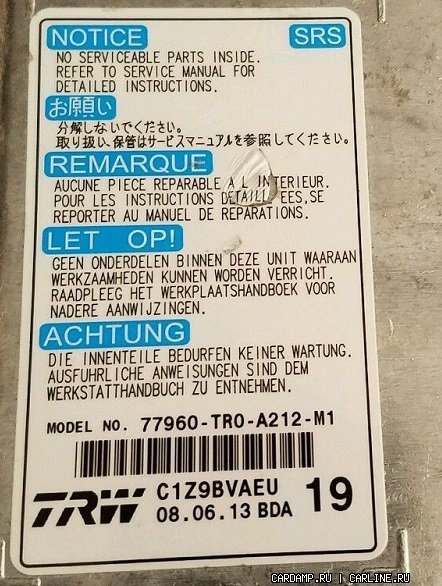 NOTICE SRS
NO SERVICEABLE PARTS INSIDE.
REFER TO SERVICE MANUAL FOR
DETAILED INSTRUCTIONS.
お願い
分解しないでください。
取り扱い、保管はサービスマニュアルを参照してください。
REMARQUE
AUCUNE PIECE REPARABLE A L INTERIEUR.
POUR LES INSTRUCTIONS DETAILLEES,SE
REPORTER AU MANUEL DE REPARATIONS.
LET OP!
GEEN ONDERDELEN BINNEN DEZE UNIT WAARAAN
WERKZAAMHEDEN KUNNEN WORDEN VERRICHT.
RAADPLEEG HET WERKPLAATSHANDBOEK VOOR
NADERE AANWIJZINGEN.
ACHTUNG
DIE INNENTEILE BEDURFEN KEINER WARTUNG.
AUSFUHRLICHE ANWEISUNGEN SIND DEM
WERKSTATTHANDBUCH ZU ENTNEHMEN.
MODEL NO. 77960-TR0-A212-M1
TRW C1Z9BVAEU 19
08.06.13 BDA
CARDAMP.RU | CARLINE.RU